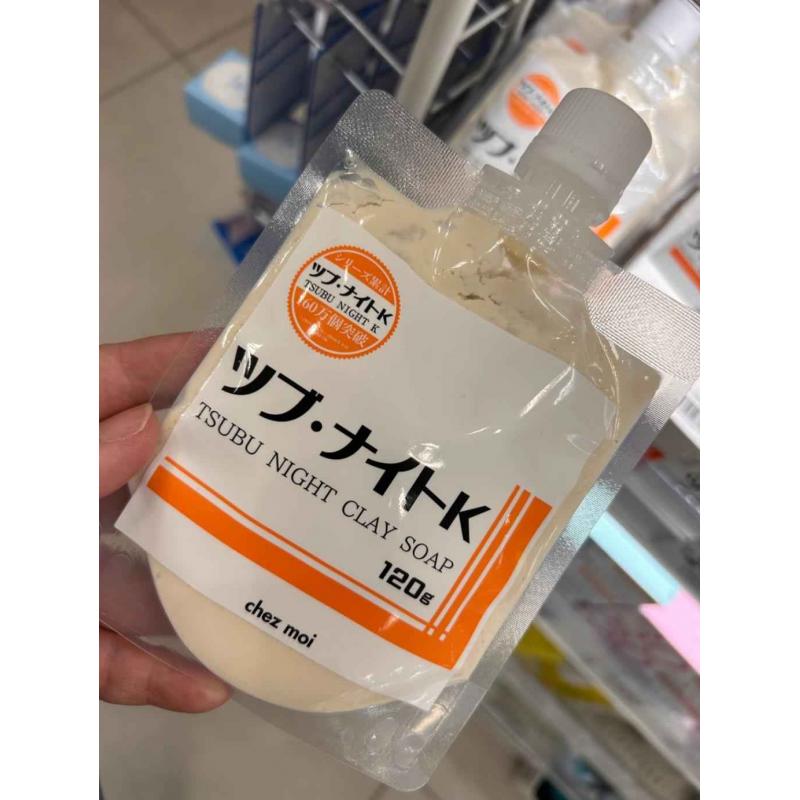 シリーズ累計
ツブ・ナイトK
TSUBU NIGHT K
160万個突破
ツブ・ナイトK
TSUBU NIGHT CLAY SOAP
120g
chez moi